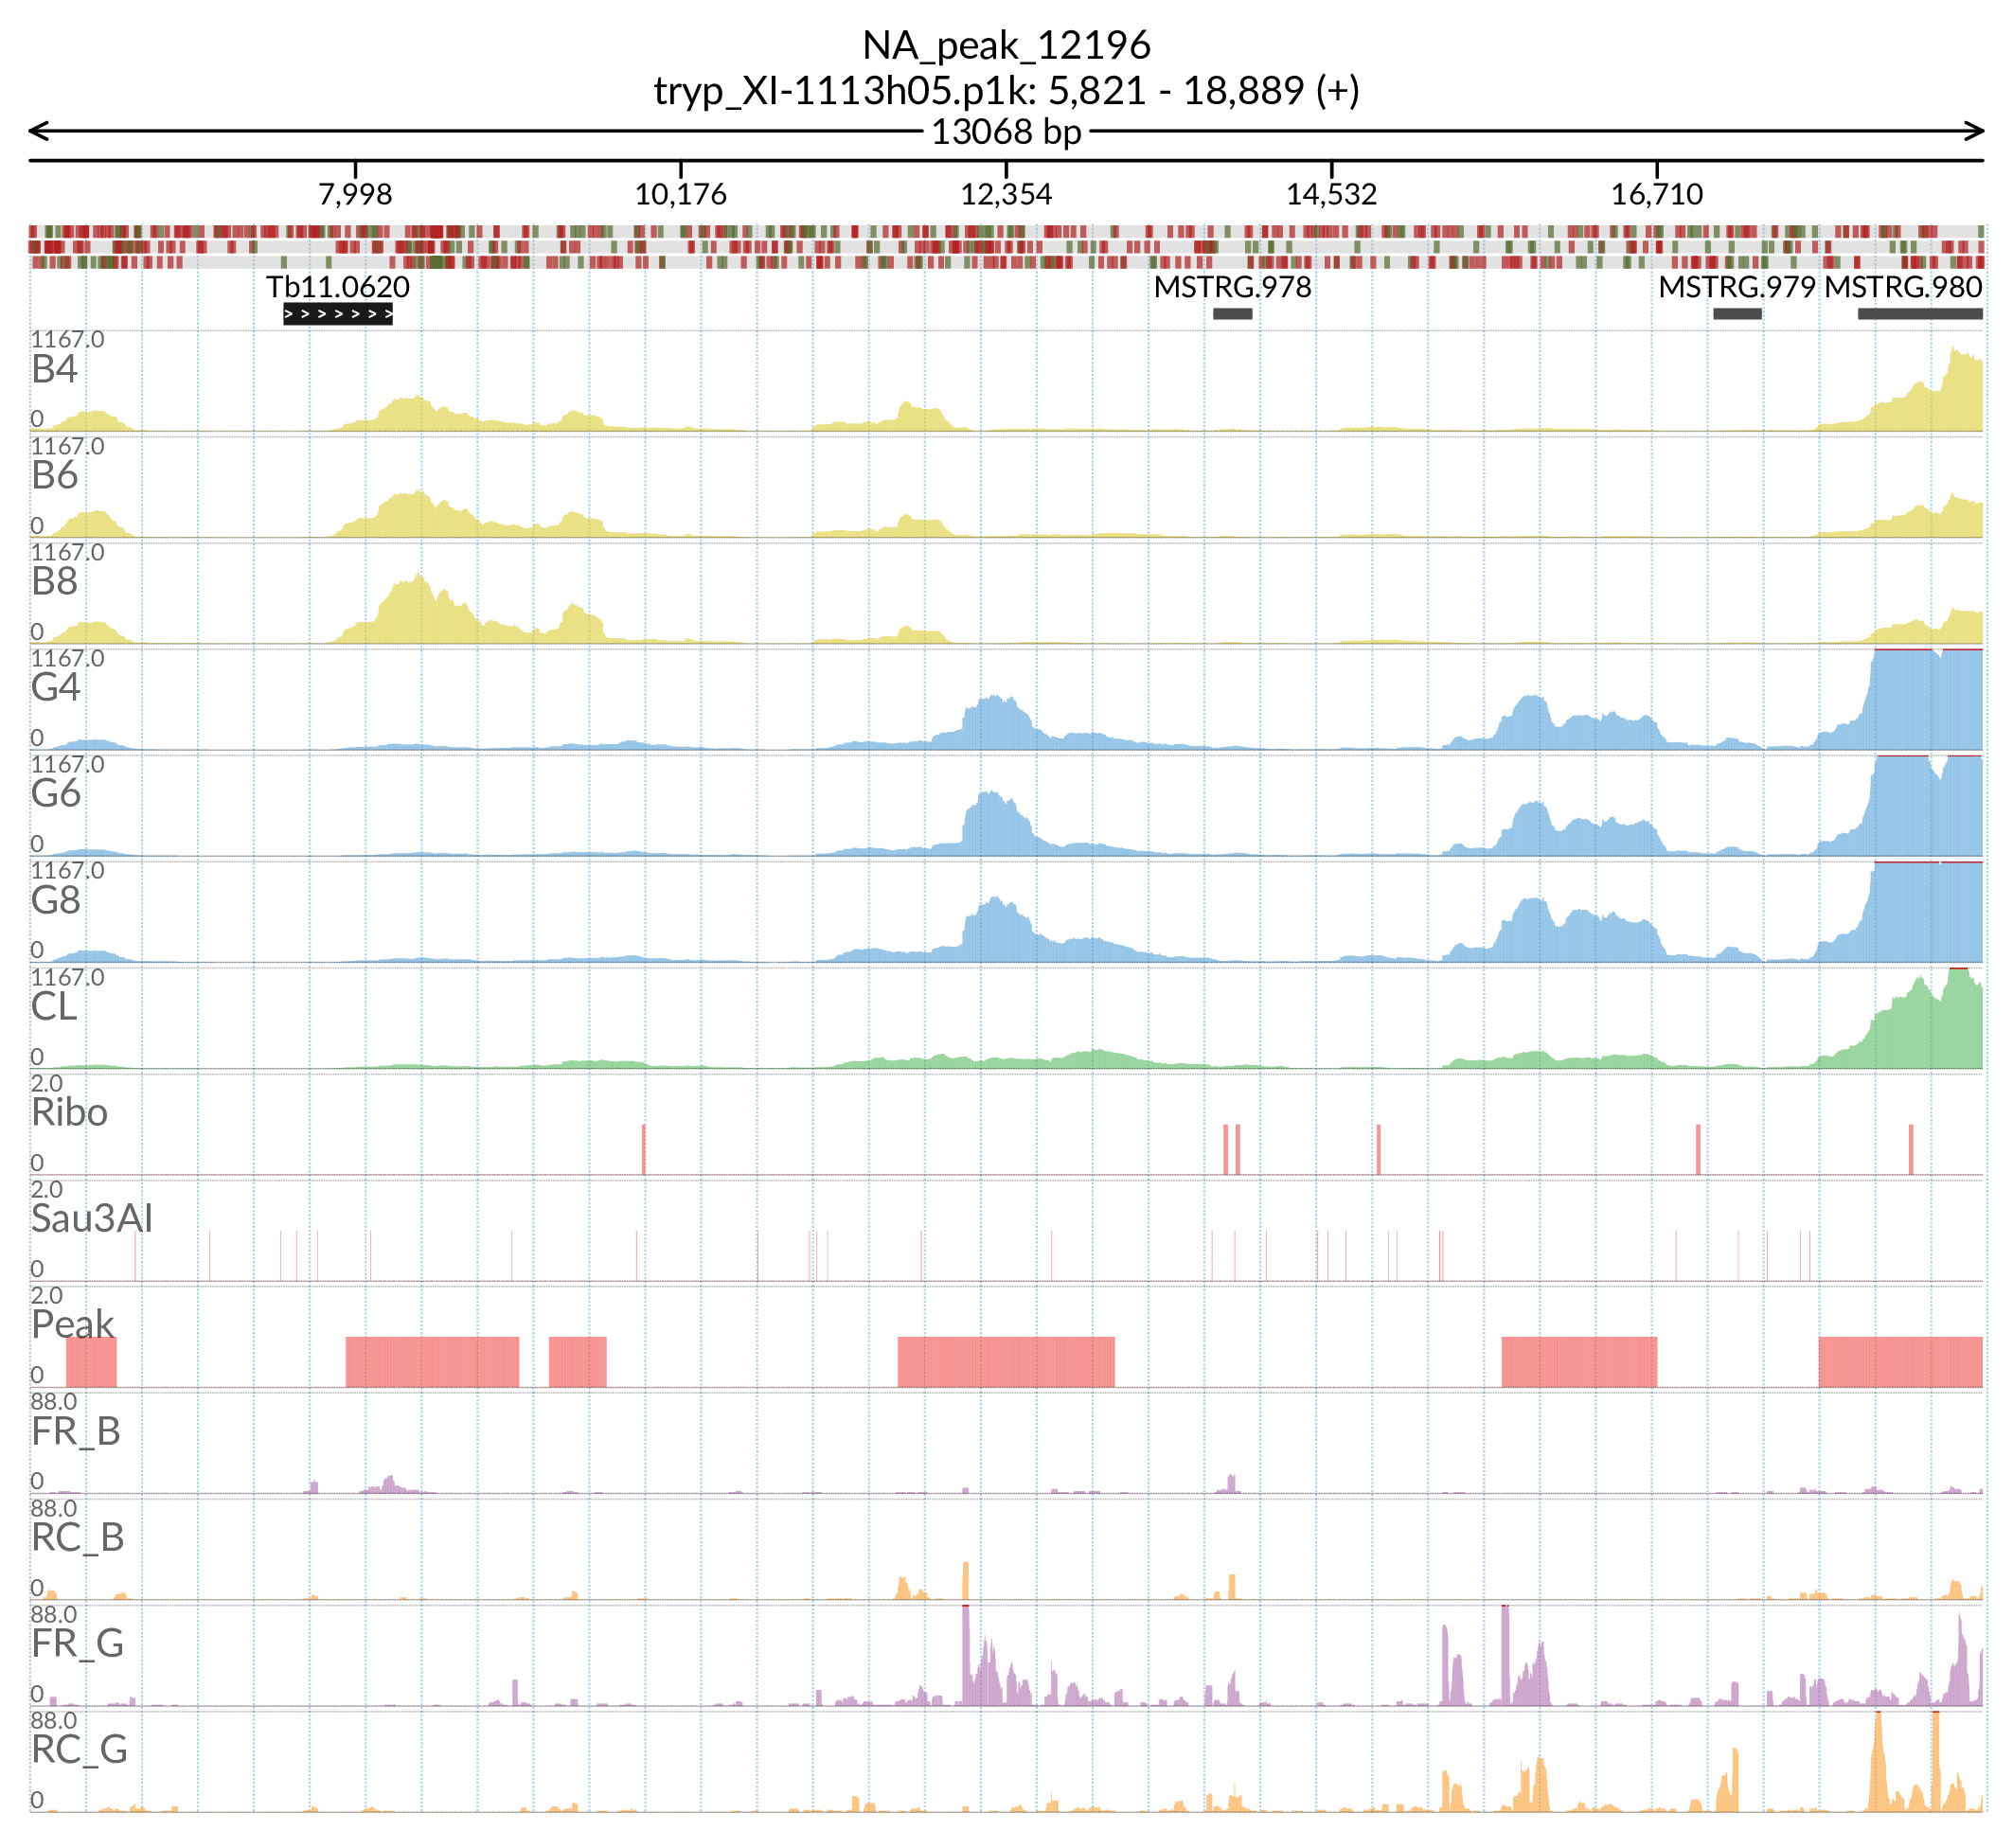 NA_peak_12196
tryp_XI-1113h05.p1k: 5,821 - 18,889 (+)
13068 bp
7,998 10,176 12,354 14,532 16,710
Tb11.0620 MSTRG.978 MSTRG.979 MSTRG.980
> > > > > > >
1167.0
B4
0
1167.0
B6
0
1167.0
B8
0
1167.0
G4
0
1167.0
G6
0
1167.0
G8
0
1167.0
CL
0
2.0
Ribo
0
2.0
Sau3AI
0
2.0
Peak
0
88.0
FR_B
0
88.0
RC_B
0
88.0
FR_G
0
88.0
RC_G
0